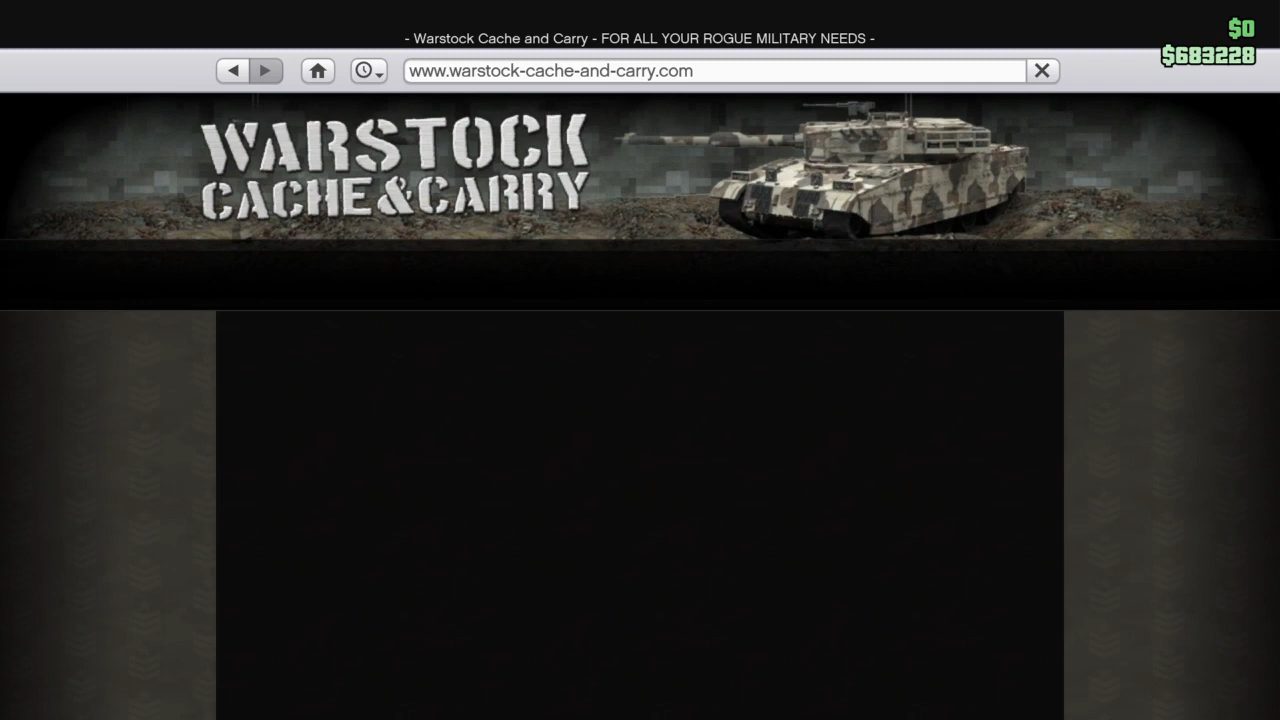 - Warstock Cache and Carry - FOR ALL YOUR ROGUE MILITARY NEEDS -
$0
$683228
www.warstock-cache-and-carry.com
WARSTOCK
CACHE&CARRY